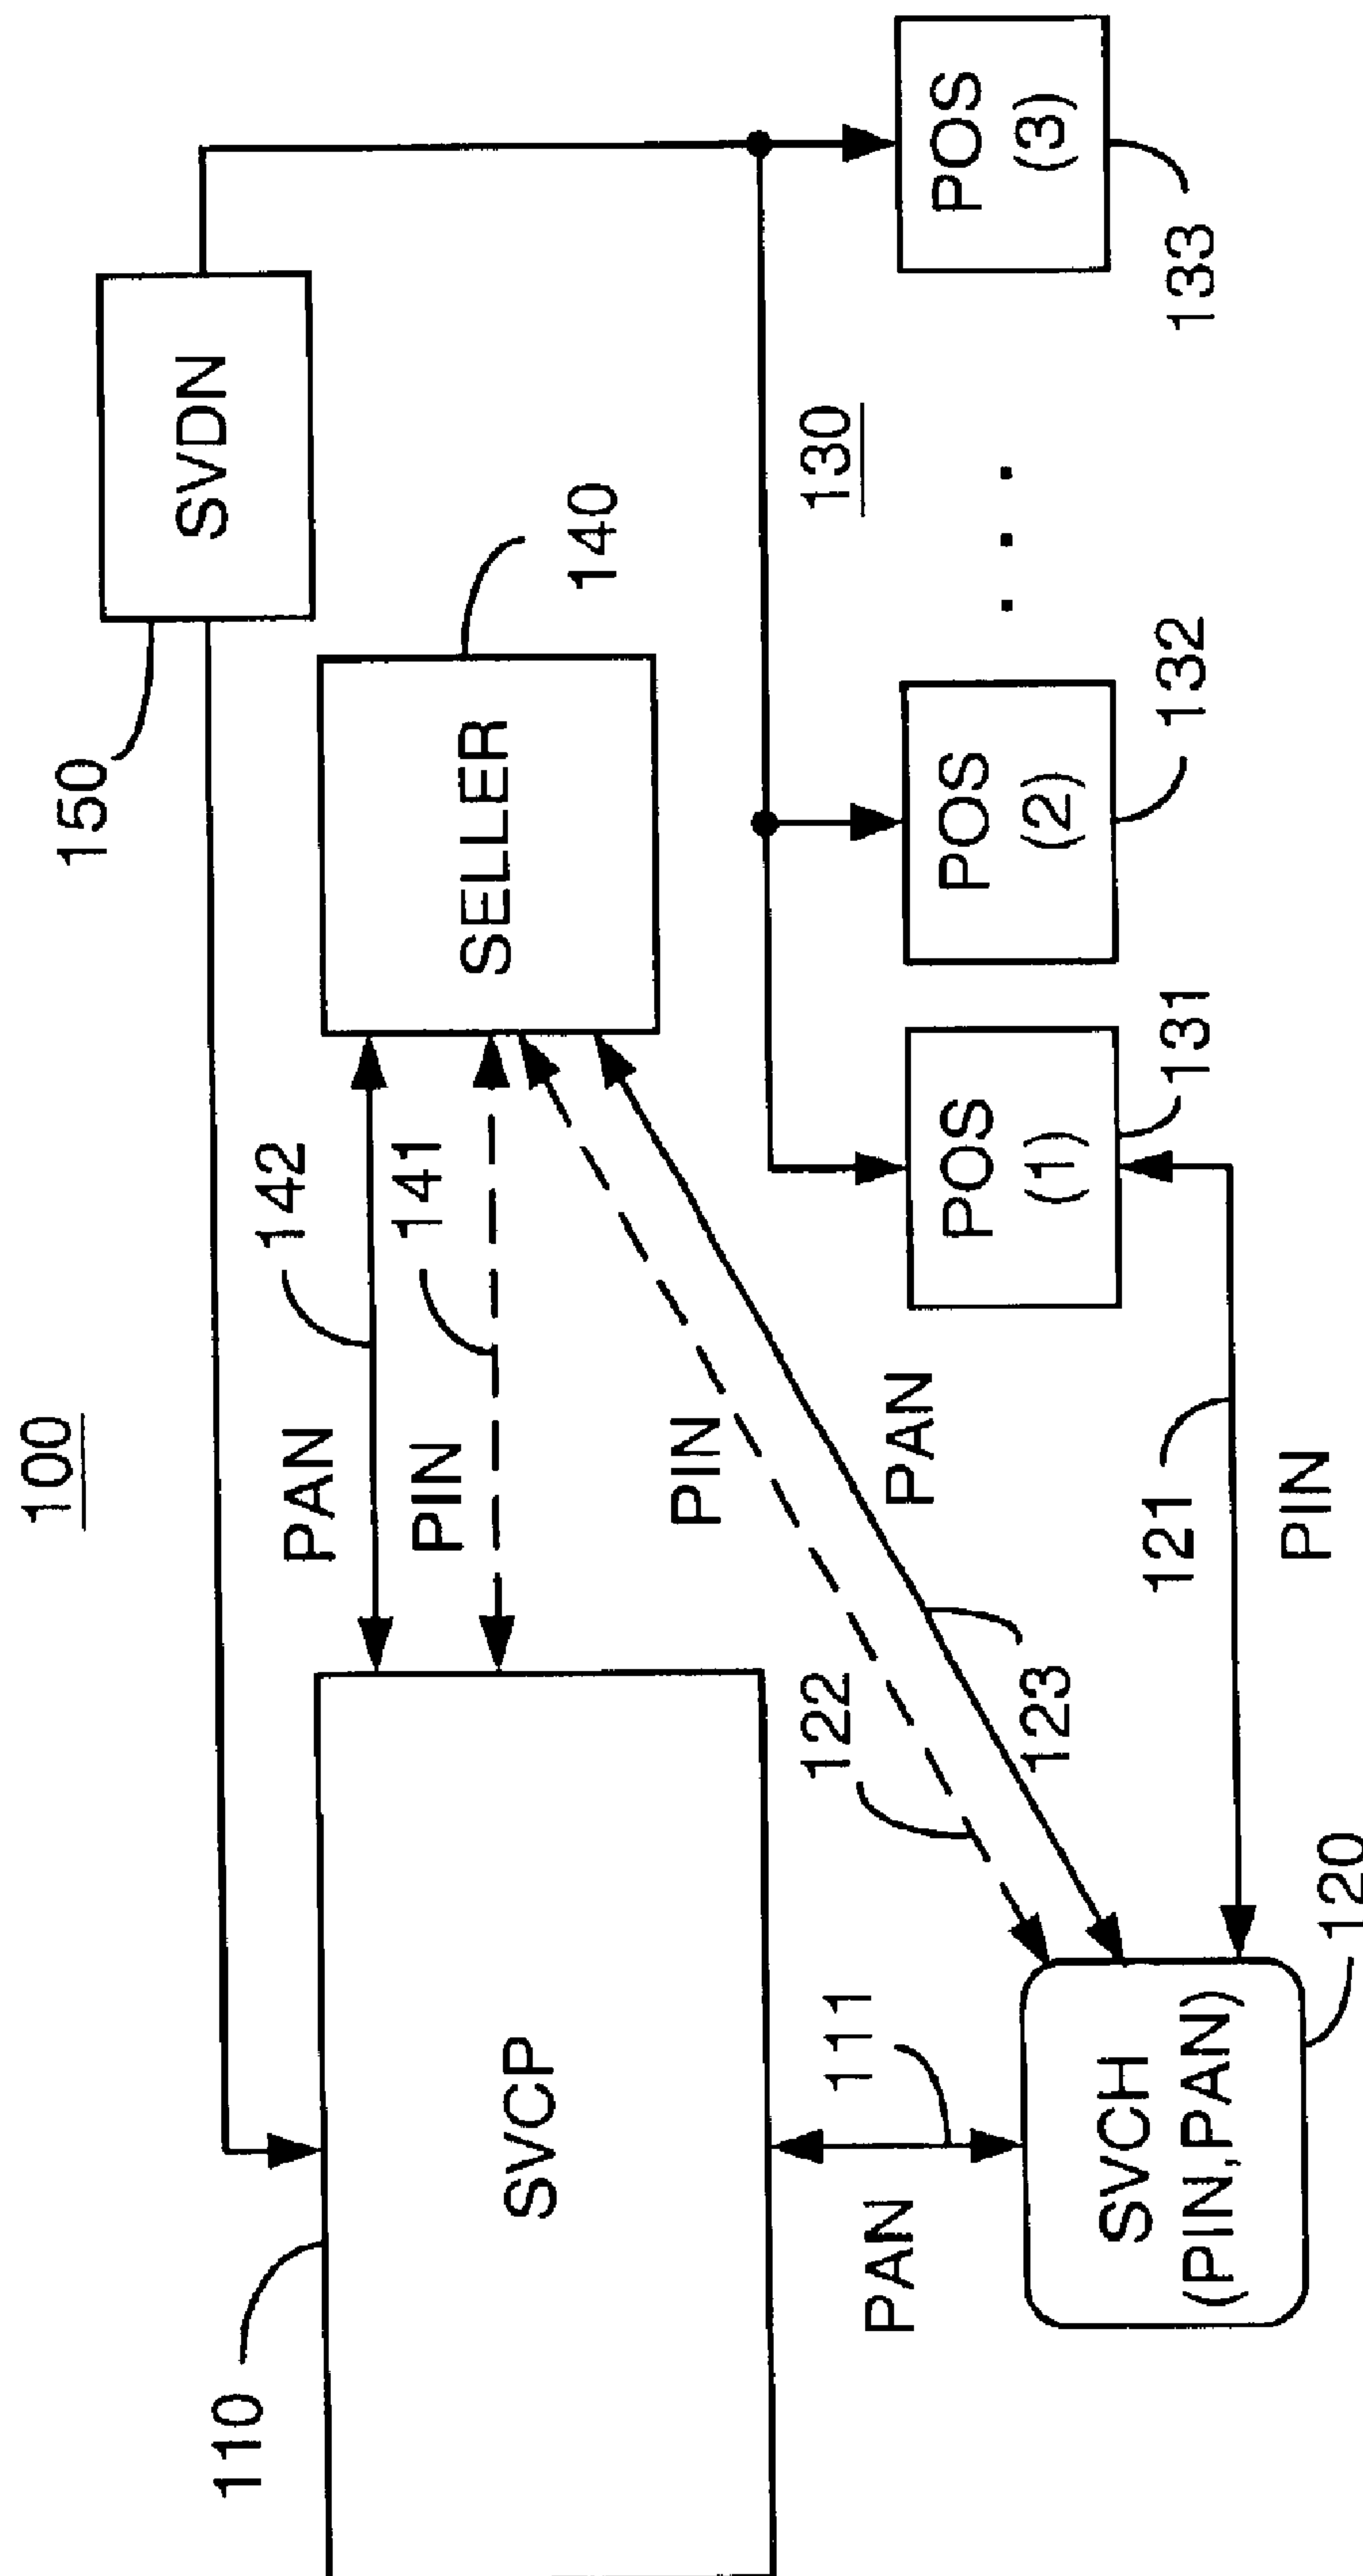 100
150
SVDN
110
SVCP
PAN
142
PIN
141
SELLER
140
PIN
PAN
122
123
PAN
111
130
POS
(1)
131
POS
(2)
132
. . .
POS
(3)
133
SVCH
(PIN,PAN)
120
121
PIN